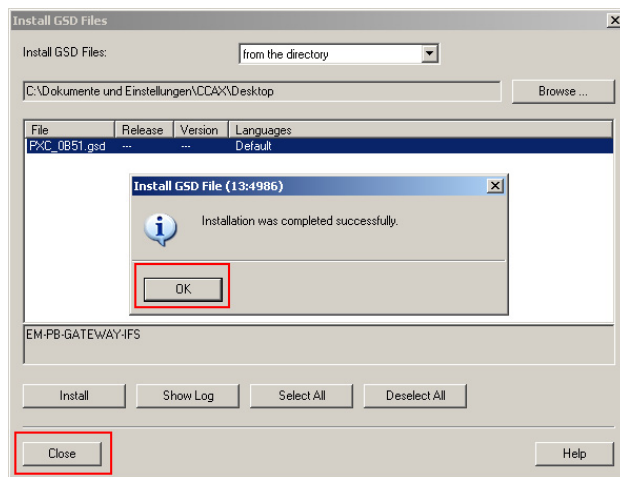 Install GSD Files
Install GSD Files:
from the directory
C:\Dokumente und Einstellungen\CCAX\Desktop
Browse ...
File Release Version Languages
PXC_0B51.gsd --- --- Default
Install GSD File (13:4986)
Installation was completed successfully.
OK
EM-PB-GATEWAY-IFS
Install Show Log Select All Deselect All
Close Help